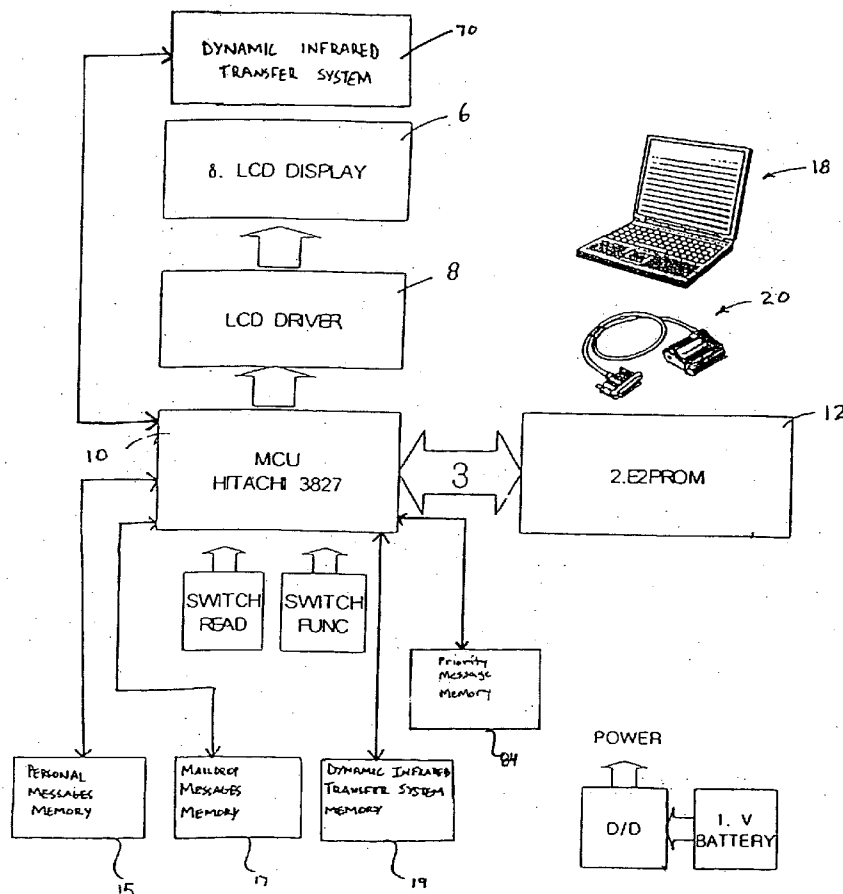 70
DYNAMIC INFRARED
TRANSFER SYSTEM
6
8. LCD DISPLAY
18
8
LCD DRIVER
20
12
10
MCU
HITACHI 3827
3
2.E2PROM
SWITCH
READ
SWITCH
FUNC
Priority
Message
Memory
84
POWER
PERSONAL
MESSAGES
MEMORY
MAILDROP
MESSAGES
MEMORY
DYNAMIC INFRARED
TRANSFER SYSTEM
MEMORY
D/D
1. V
BATTERY
15
17
19